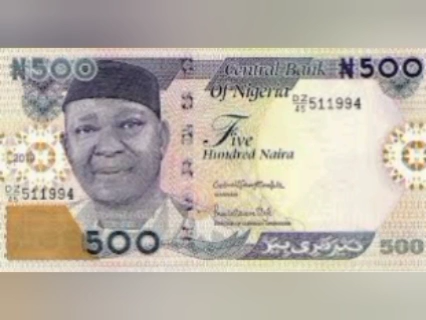 ₦500
Central Bank
Of Nigeria
₦500
DZ/45 511994
Five
Hundred Naira
DZ/45 511994
500
500